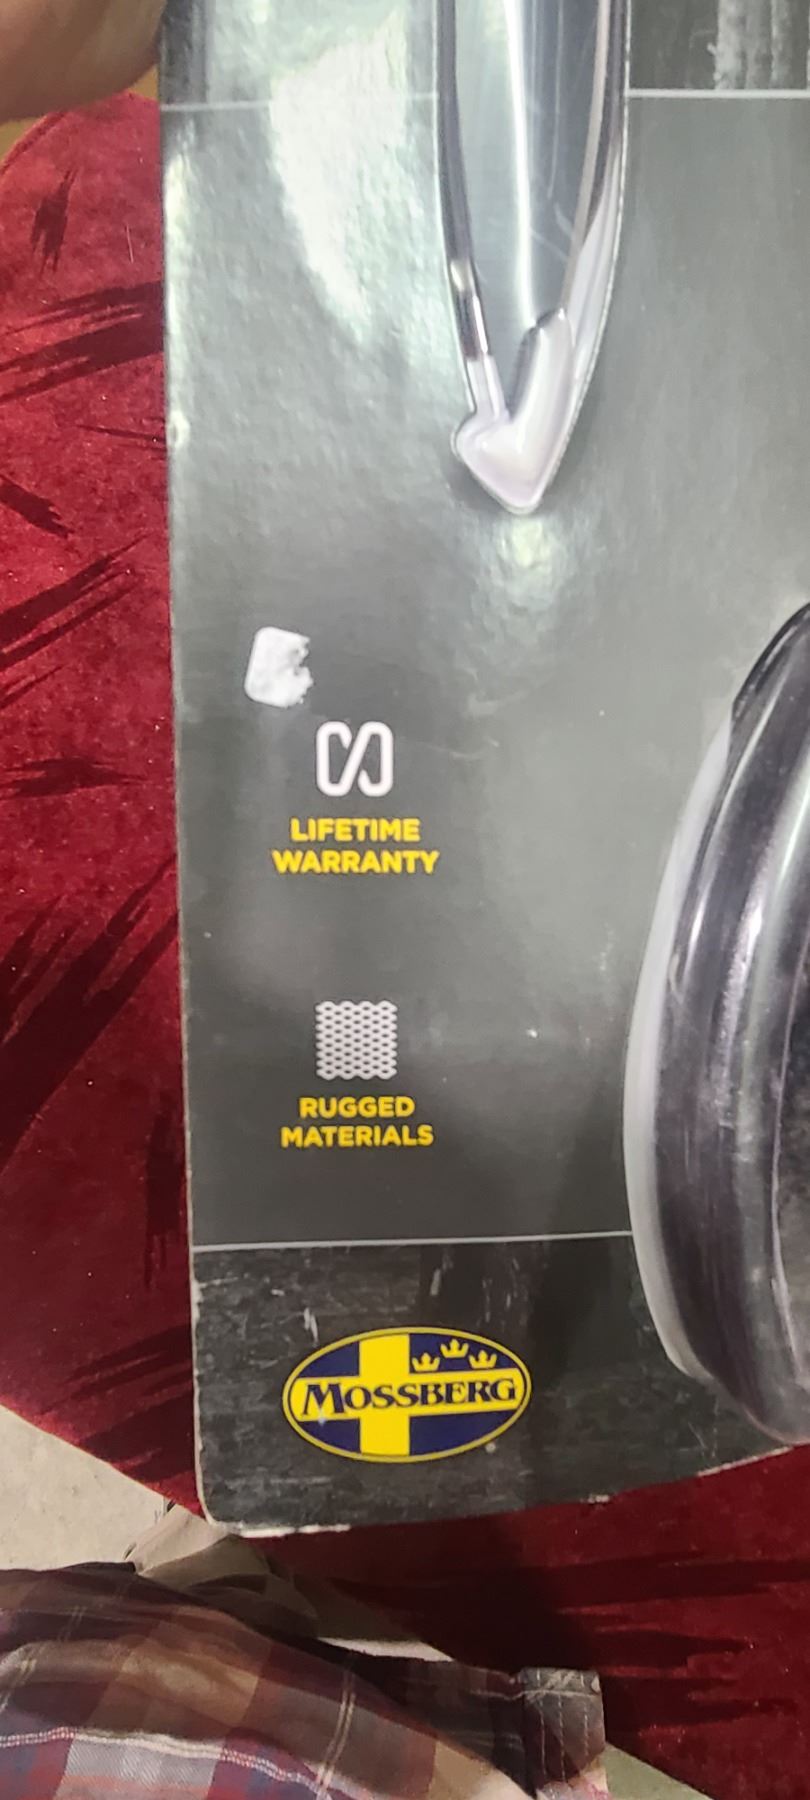 LIFETIME
WARRANTY
RUGGED
MATERIALS
MOSSBERG